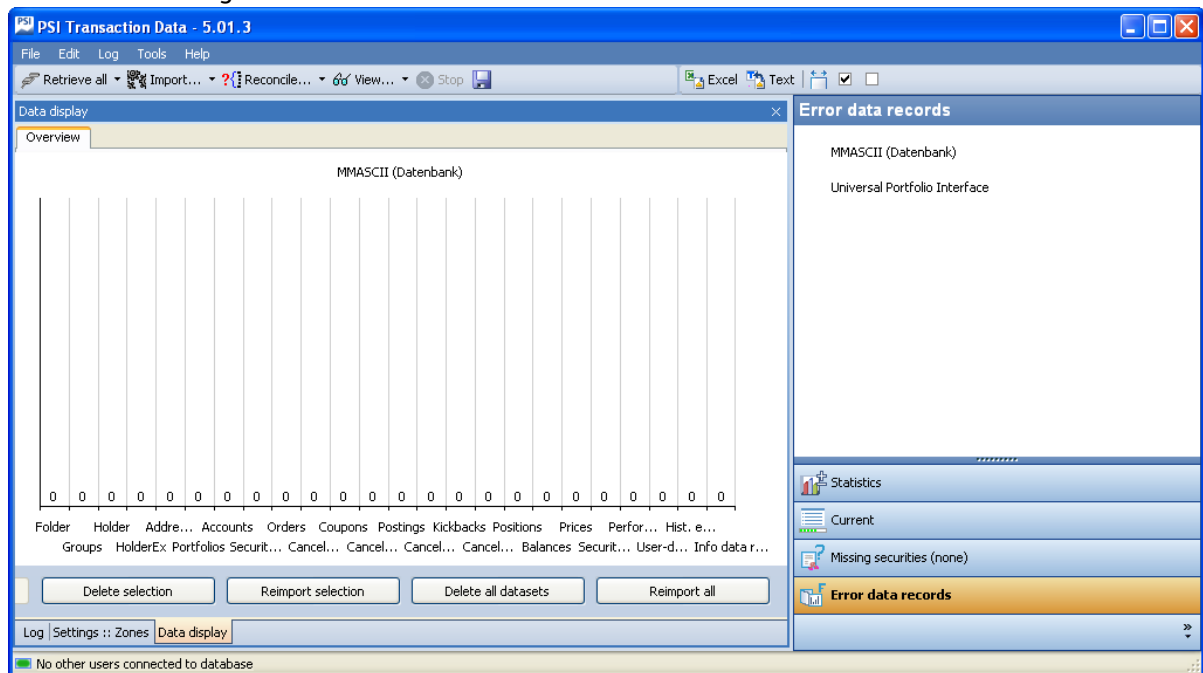 PSI PSI Transaction Data - 5.01.3
File Edit Log Tools Help
Retrieve all Import... Reconcile... View... Stop Excel Text
Data display
Overview
MMASCII (Datenbank)
0 0 0 0 0 0 0 0 0 0 0 0 0 0 0 0 0 0 0 0 0 0 0 0
Folder Holder Addre... Accounts Orders Coupons Postings Kickbacks Positions Prices Perfor... Hist. e...
Groups HolderEx Portfolios Securit... Cancel... Cancel... Cancel... Cancel... Balances Securit... User-d... Info data r...
Delete selection Reimport selection Delete all datasets Reimport all
Log Settings :: Zones Data display
Error data records
MMASCII (Datenbank)
Universal Portfolio Interface
Statistics
Current
Missing securities (none)
Error data records
No other users connected to database